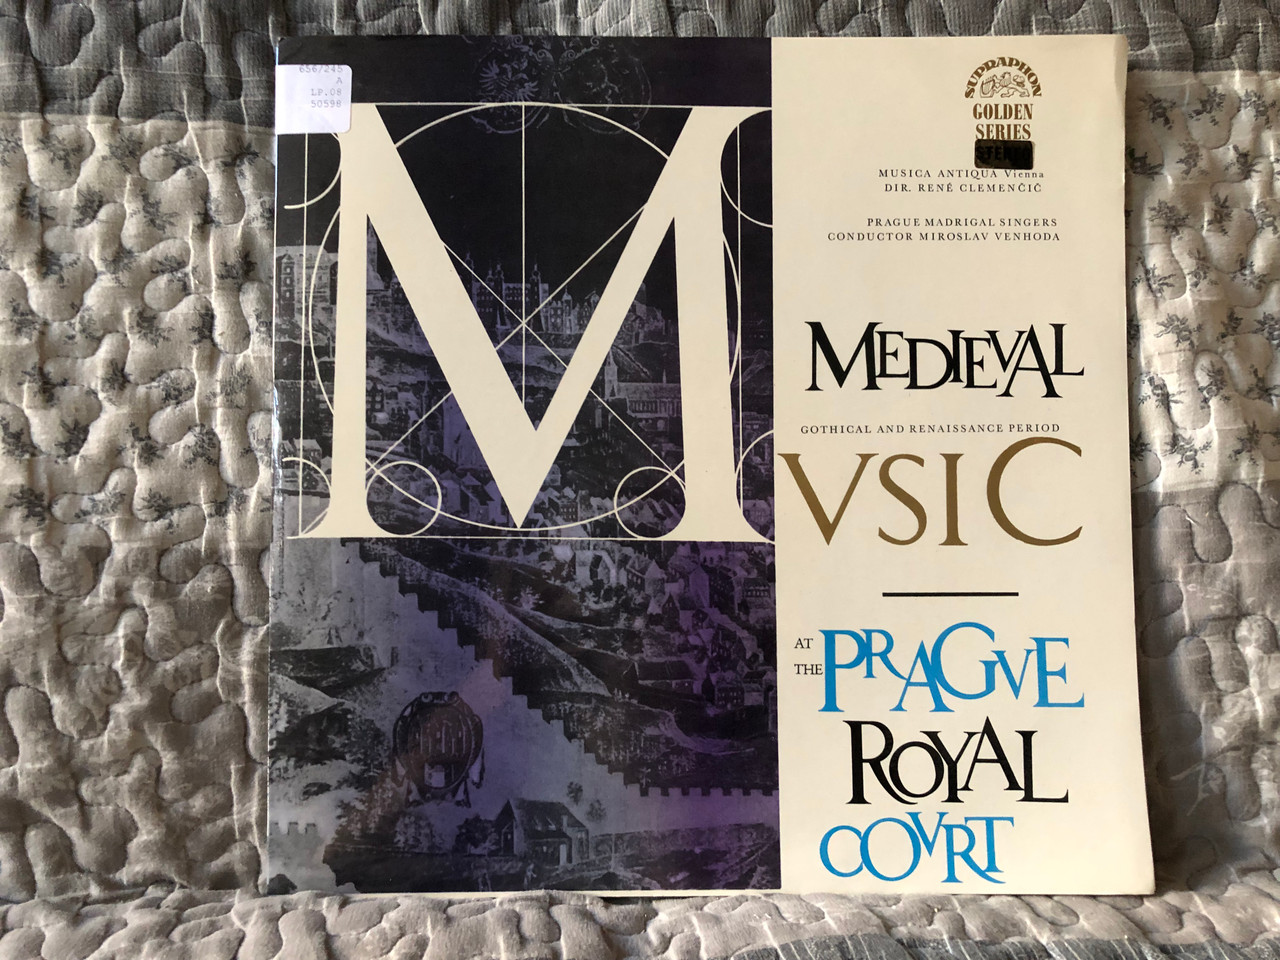 656/245
A
LP.08
50598
SUPRAPHON
GOLDEN
SERIES
STEREO
MUSICA ANTIQUA Vienna
DIR. RENÉ CLEMENČIČ
PRAGUE MADRIGAL SINGERS
CONDUCTOR MIROSLAV VENHODA
M
MEDIEVAL
GOTHICAL AND RENAISSANCE PERIOD
VSIC
AT
THE
PRAGVE
ROYAL
COVRT